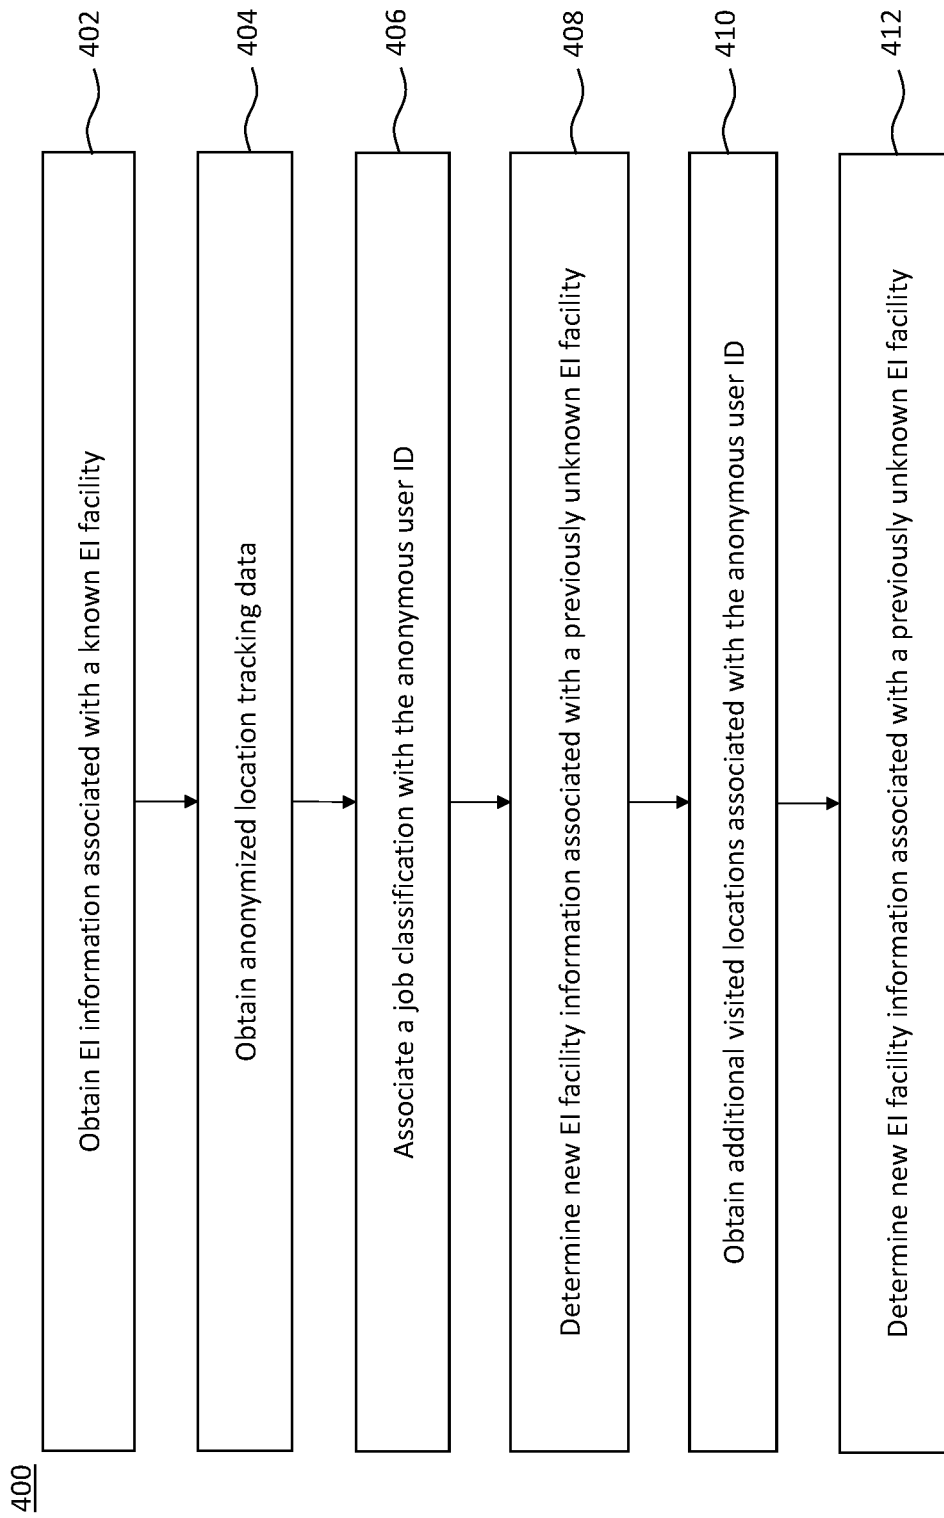 400
Obtain EI information associated with a known EI facility
402
Obtain anonymized location tracking data
404
Associate a job classification with the anonymous user ID
406
Determine new EI facility information associated with a previously unknown EI facility
408
Obtain additional visited locations associated with the anonymous user ID
410
Determine new EI facility information associated with a previously unknown EI facility
412